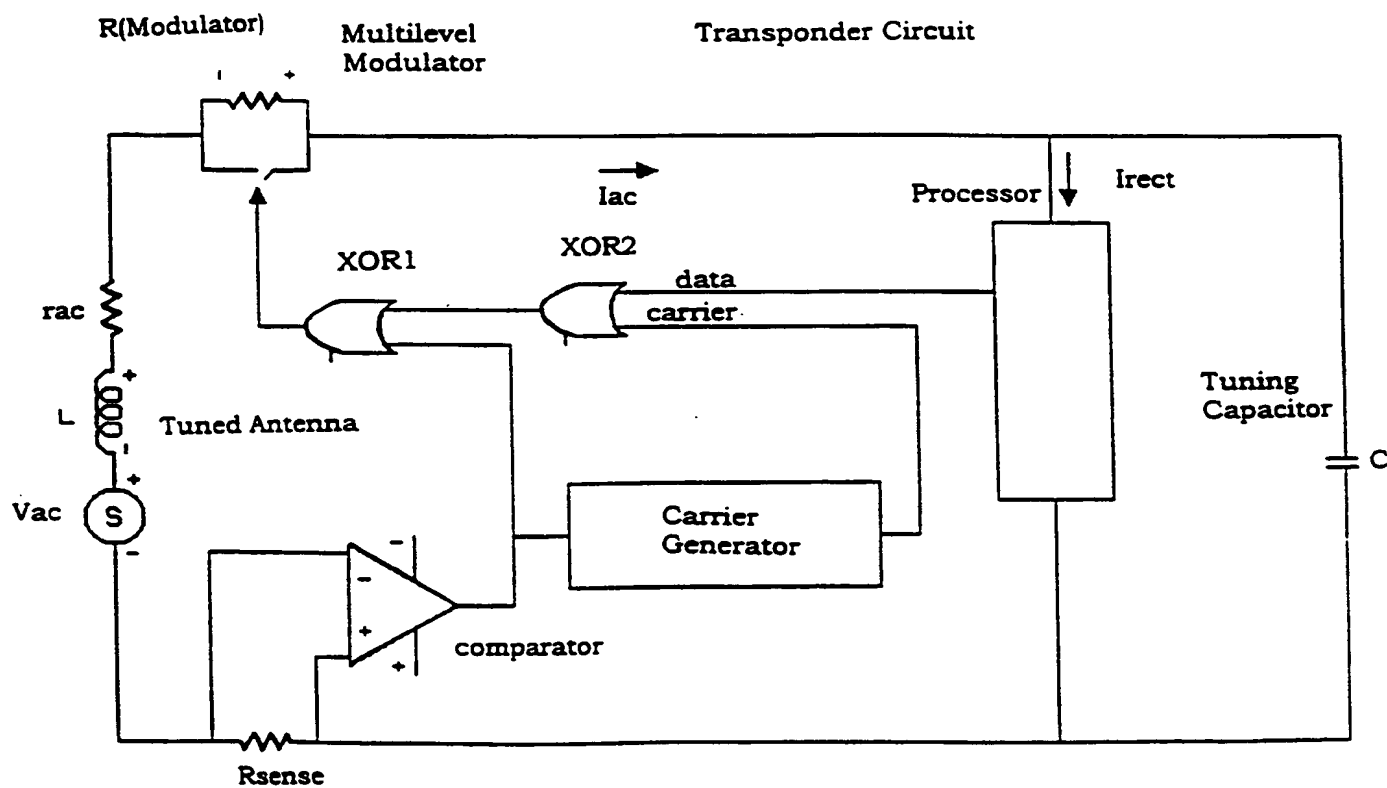 R(Modulator)
Multilevel
Modulator
Transponder Circuit
- +
Iac
Processor
Irect
XOR1
XOR2
data
carrier
rac
+
L
-
Tuned Antenna
Tuning
Capacitor
C
+
Vac
S
-
Carrier
Generator
-
-
+
+
comparator
Rsense